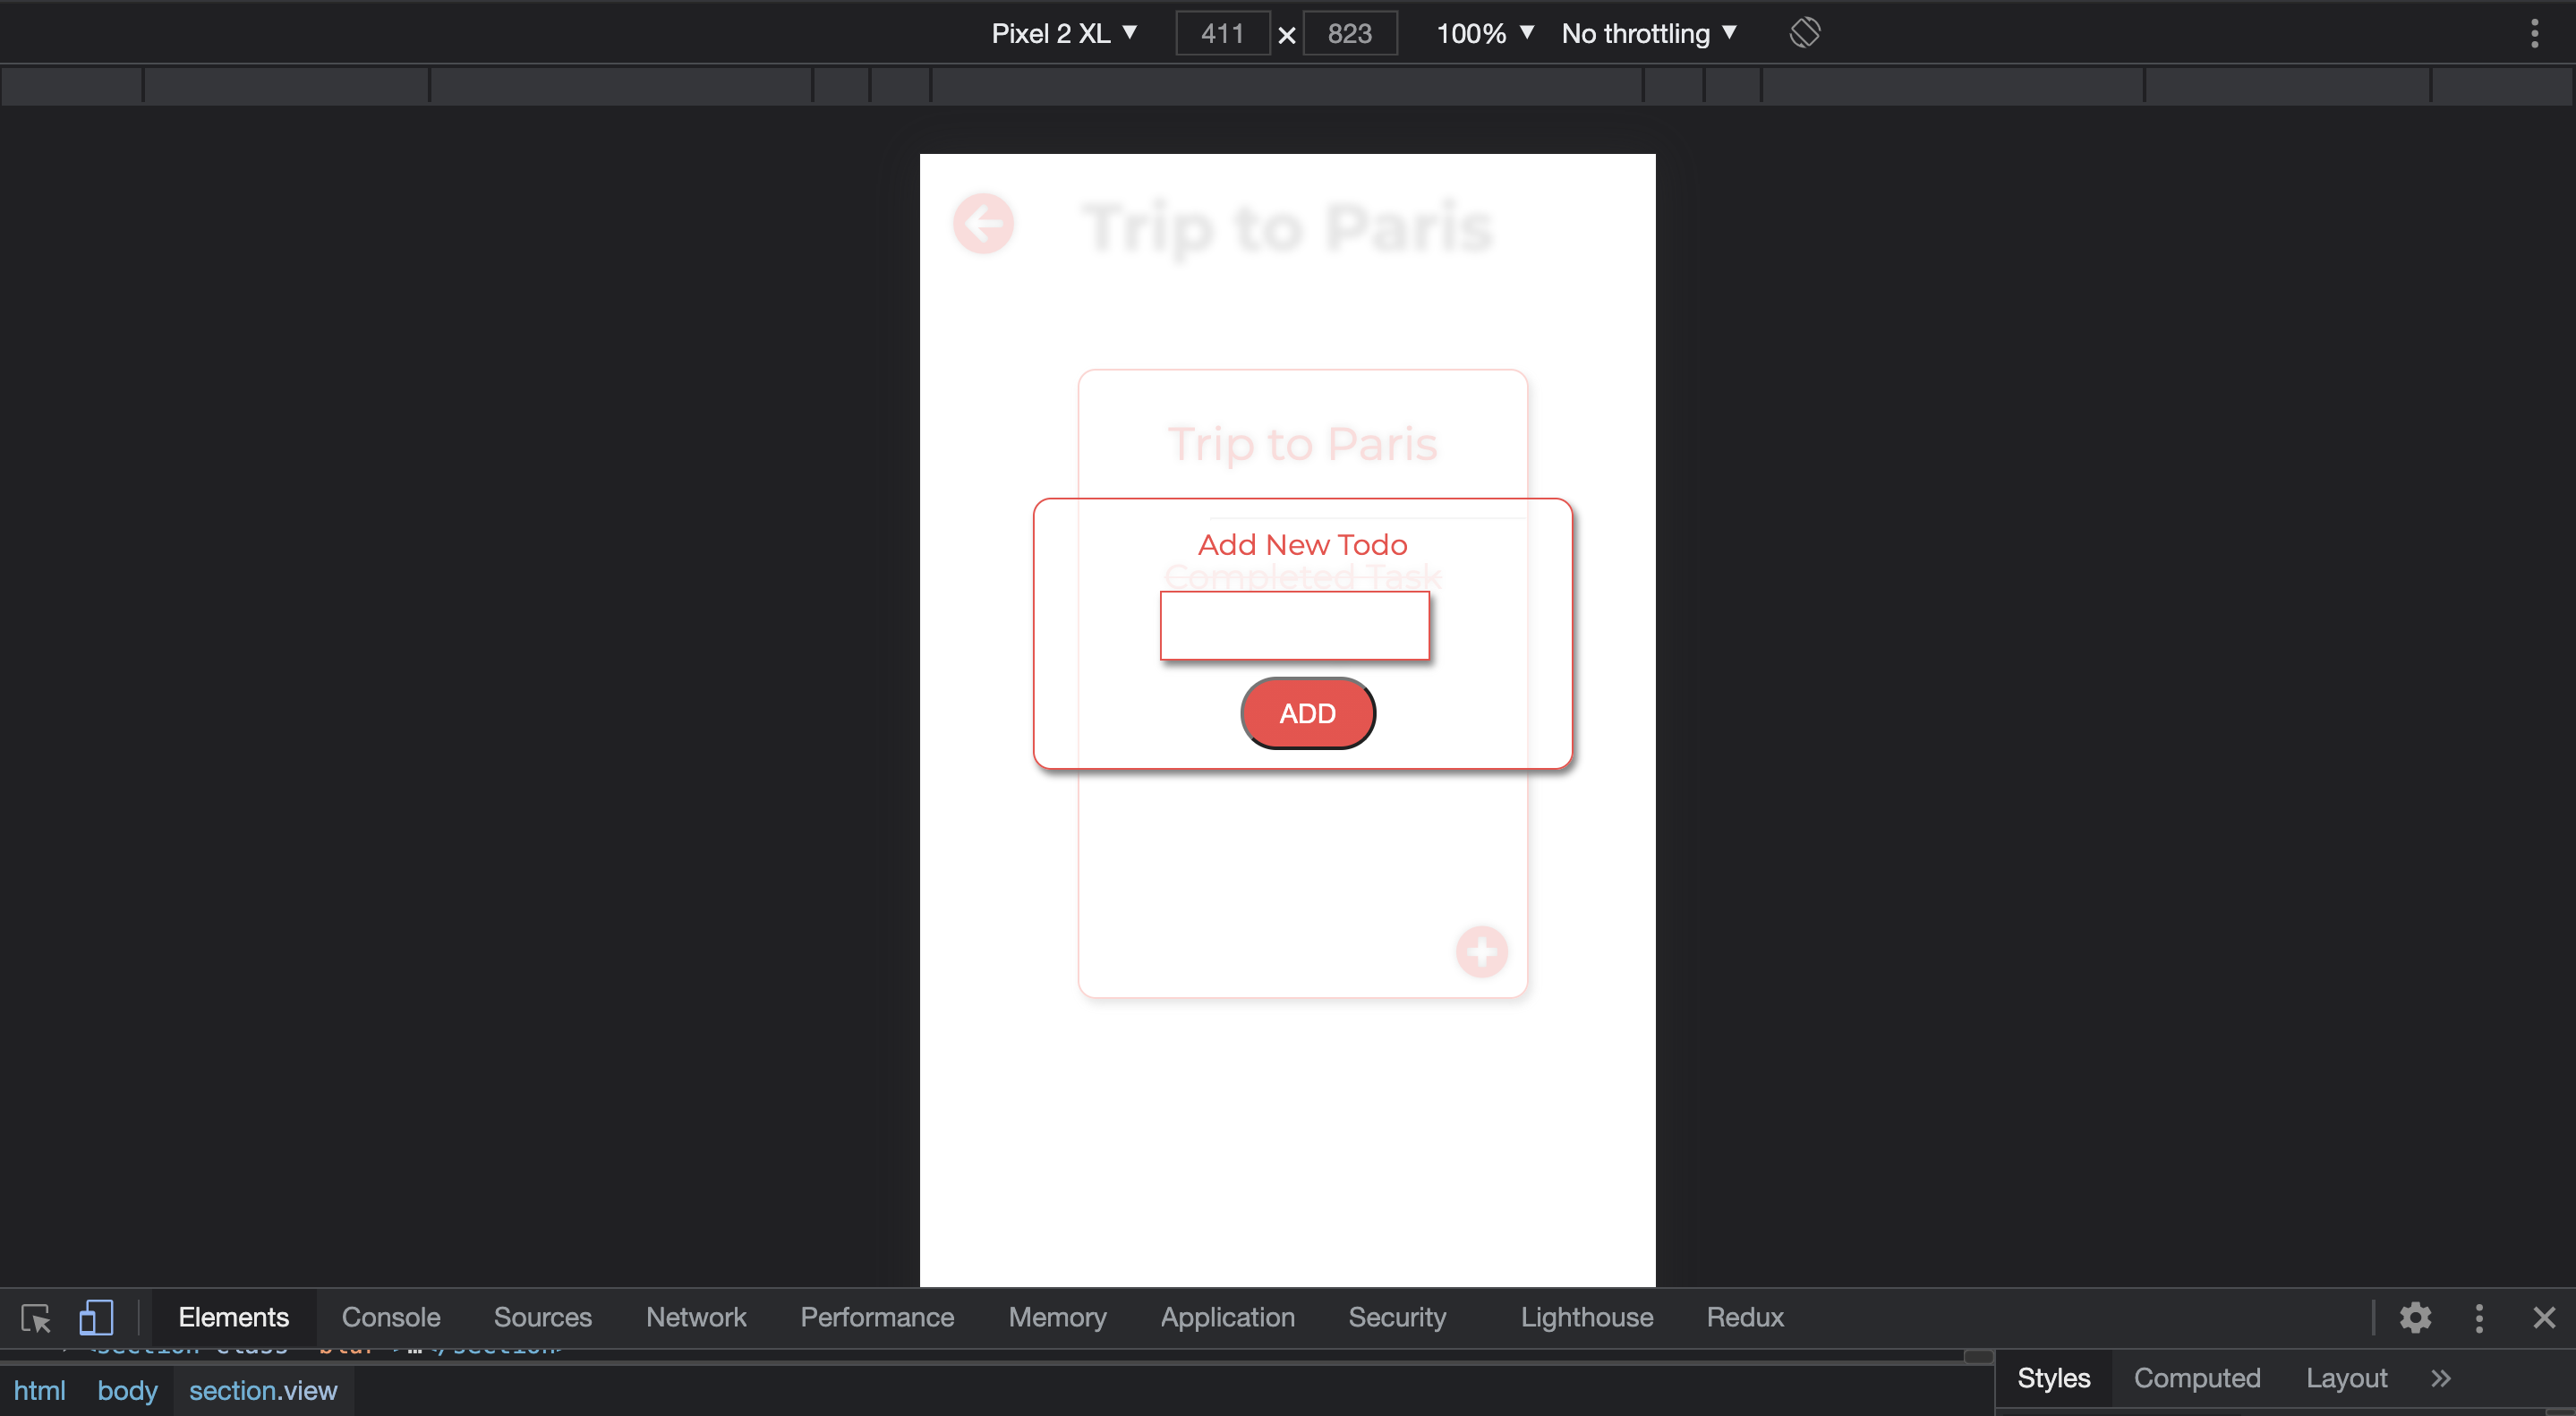 Pixel 2 XL ▼ 411 × 823 100% ▼ No throttling ▼
Trip to Paris
Trip to Paris
Add New Todo
Completed Task
ADD
Elements Console Sources Network Performance Memory Application Security Lighthouse Redux
html body section.view
Styles Computed Layout »